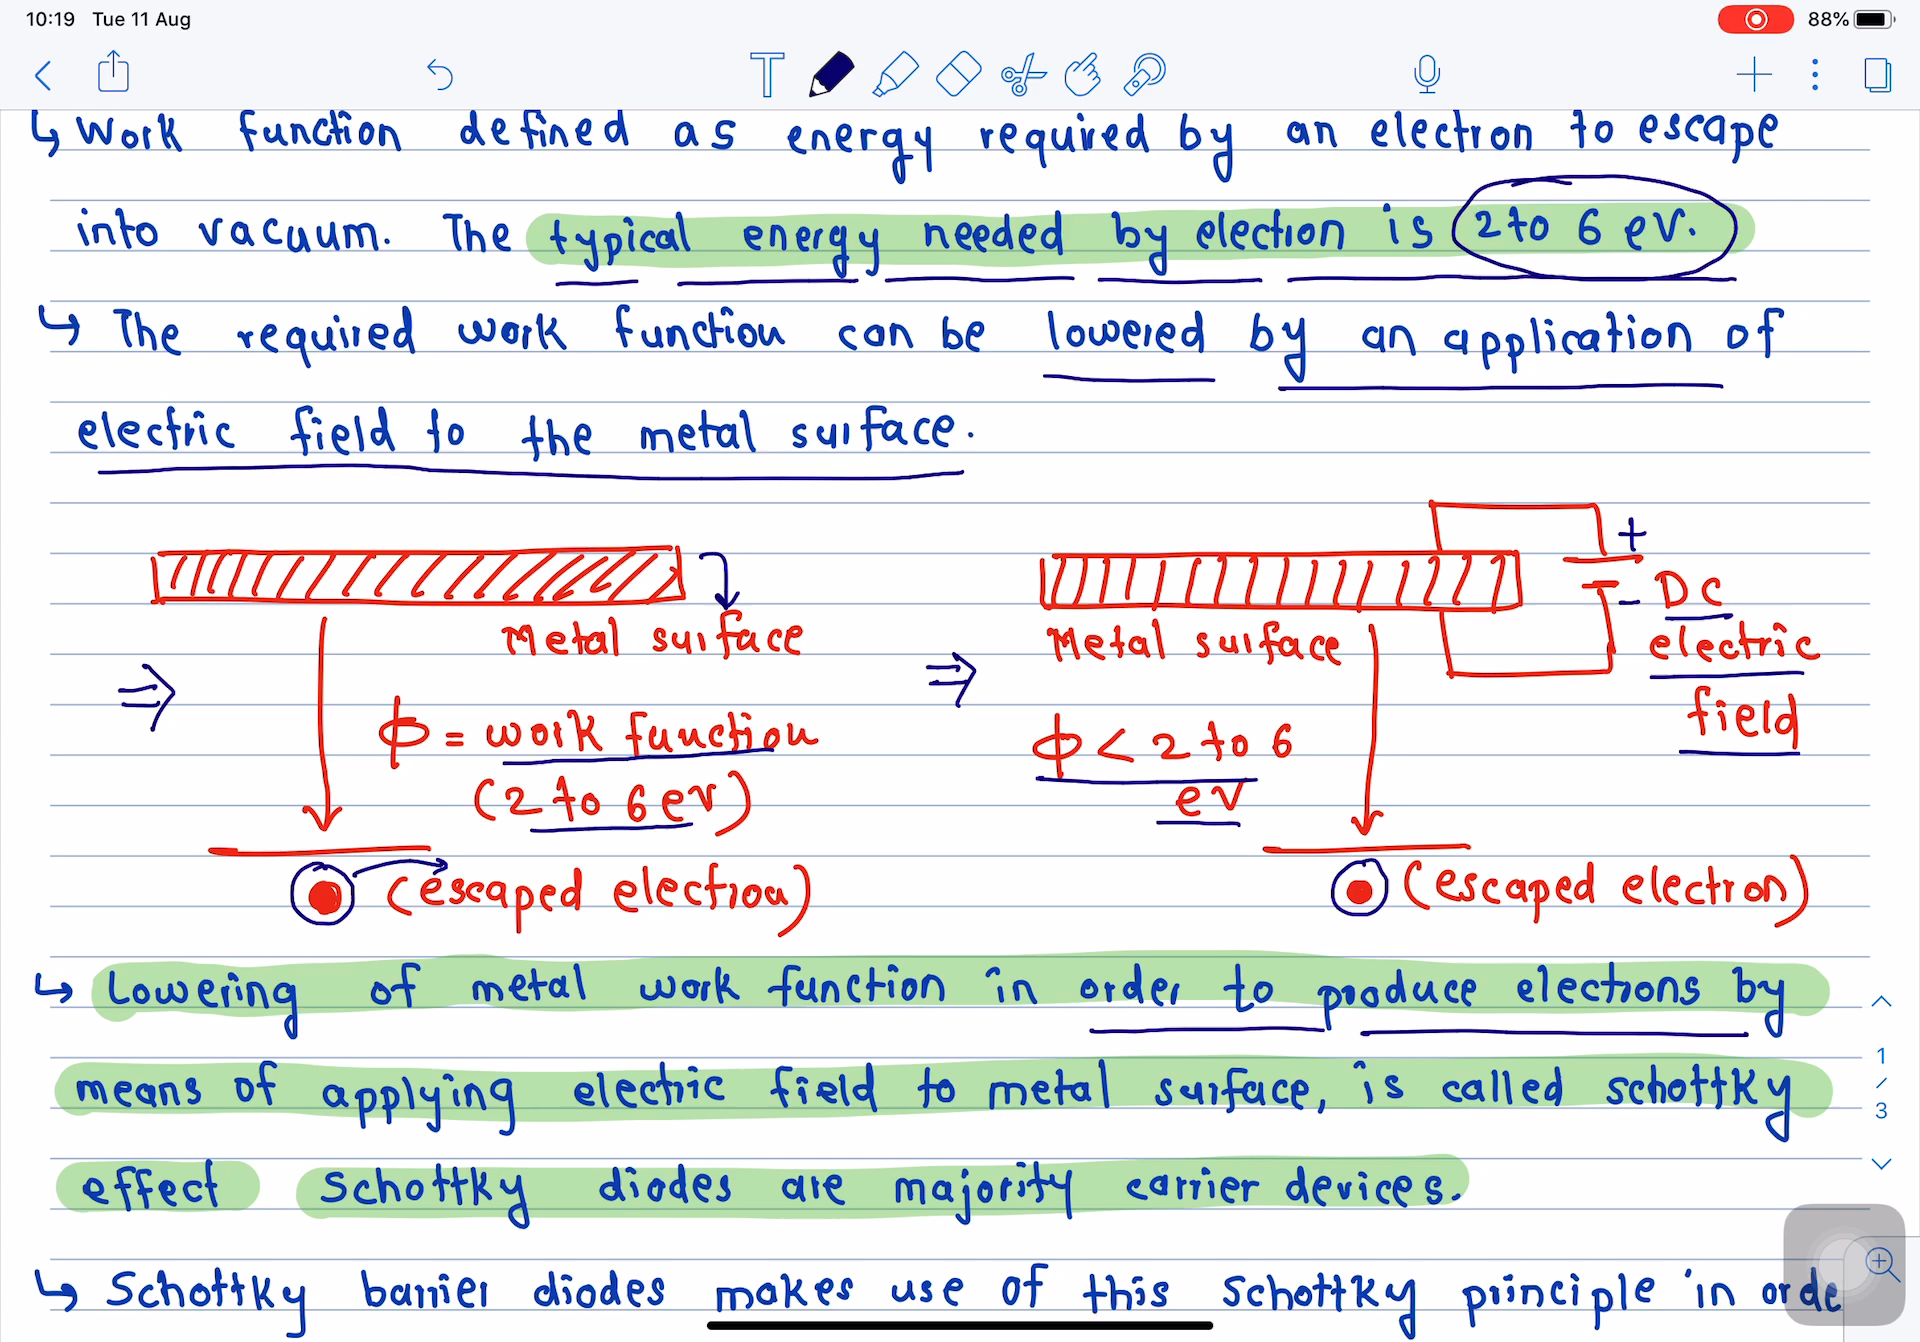 10:19 Tue 11 Aug
88%
↳ Work function defined as energy required by an electron to escape
into vacuum. The typical energy needed by electron is 2 to 6 eV.
↳ The required work function can be lowered by an application of
electric field to the metal surface.
Metal surface
ϕ = work function
(2 to 6 eV)
(escaped electron)
+
- DC
electric
field
Metal surface
ϕ < 2 to 6
eV
(escaped electron)
↳ Lowering of metal work function in order to produce electrons by
means of applying electric field to metal surface, is called schottky
effect Schottky diodes are majority carrier devices.
↳ Schottky barrier diodes makes use of this Schottky principle in orde
1
/
3